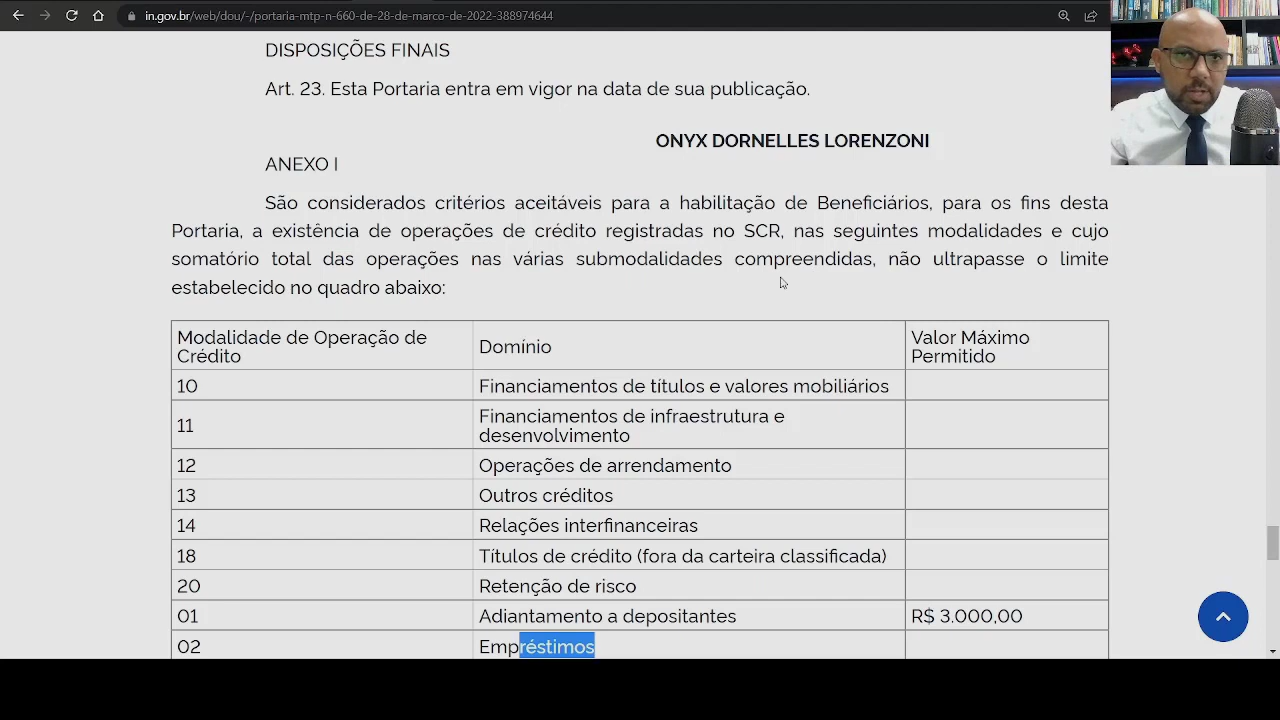 in.gov.br/web/dou/-/portaria-mtp-n-660-de-28-de-marco-de-2022-388974644
DISPOSIÇÕES FINAIS
Art. 23. Esta Portaria entra em vigor na data de sua publicação.
ONYX DORNELLES LORENZONI
ANEXO I
São considerados critérios aceitáveis para a habilitação de Beneficiários, para os fins desta
Portaria, a existência de operações de crédito registradas no SCR, nas seguintes modalidades e cujo
somatório total das operações nas várias submodalidades compreendidas, não ultrapasse o limite
estabelecido no quadro abaixo:
Modalidade de Operação de
Crédito
Domínio
Valor Máximo
Permitido
10
Financiamentos de títulos e valores mobiliários
11
Financiamentos de infraestrutura e
desenvolvimento
12
Operações de arrendamento
13
Outros créditos
14
Relações interfinanceiras
18
Títulos de crédito (fora da carteira classificada)
20
Retenção de risco
01
Adiantamento a depositantes
R$ 3.000,00
02
Empréstimos